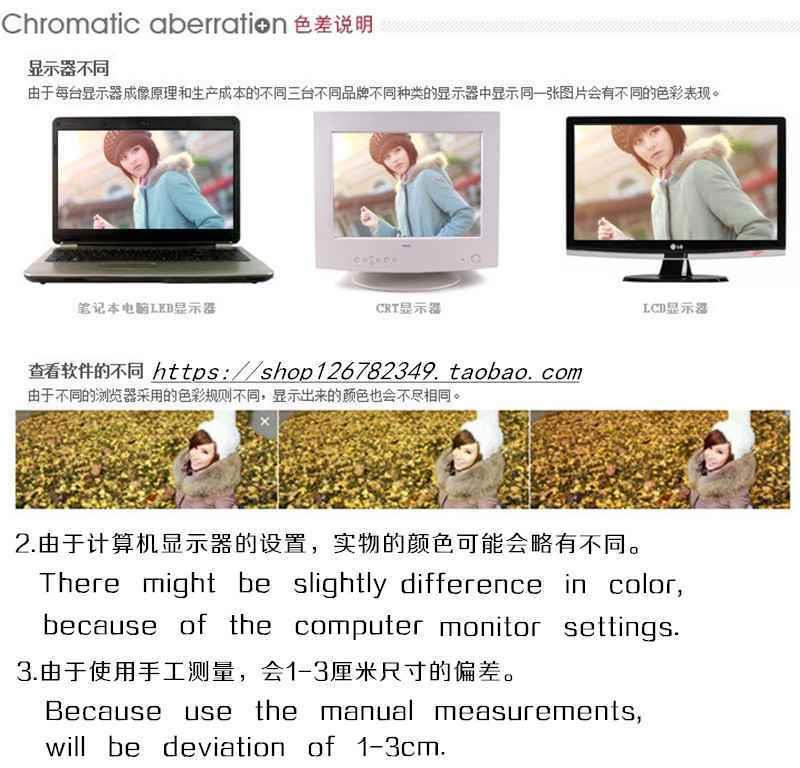 Chromatic aberration 色差说明
显示器不同
由于每台显示器成像原理和生产成本的不同三台不同品牌不同种类的显示器中显示同一张图片会有不同的色彩表现。
LG
笔记本电脑LED显示器
CRT显示器
LCD显示器
查看软件的不同 https://shop126782349.taobao.com
由于不同的浏览器采用的色彩规则不同，显示出来的颜色也会不尽相同。
2.由于计算机显示器的设置，实物的颜色可能会略有不同。
There might be slightly difference in color,
because of the computer monitor settings.
3.由于使用手工测量，会1-3厘米尺寸的偏差。
Because use the manual measurements,
will be deviation of 1-3cm.